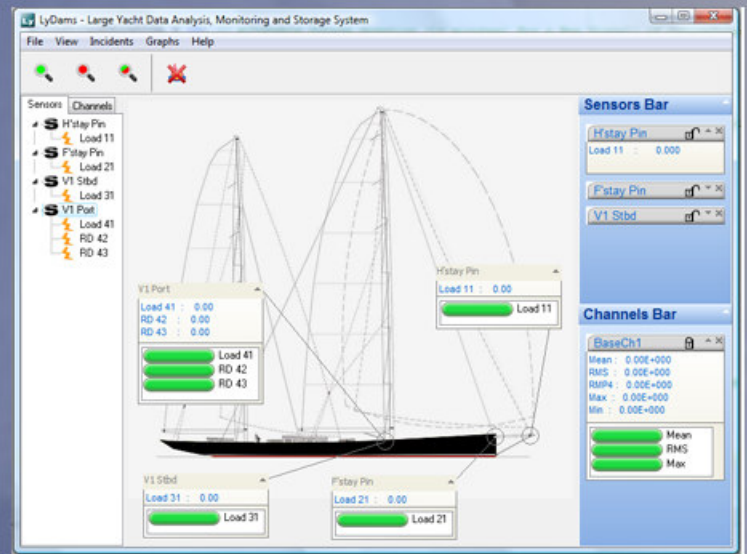 LyDams - Large Yacht Data Analysis, Monitoring and Storage System
File View Incidents Graphs Help
Sensors Channels
H'stay Pin
Load 11
F'stay Pin
Load 21
V1 Stbd
Load 31
V1 Port
Load 41
RD 42
RD 43
V1 Port
Load 41 : 0.00
RD 42 : 0.00
RD 43 : 0.00
Load 41
RD 42
RD 43
H'stay Pin
Load 11 : 0.00
Load 11
V1 Stbd
Load 31 : 0.00
Load 31
F'stay Pin
Load 21 : 0.00
Load 21
Sensors Bar
H'stay Pin
Load 11 : 0.000
F'stay Pin
V1 Stbd
Channels Bar
BaseCh1
Mean : 0.00E+000
RMS : 0.00E+000
RMP4 : 0.00E+000
Max : 0.00E+000
Min : 0.00E+000
Mean
RMS
Max